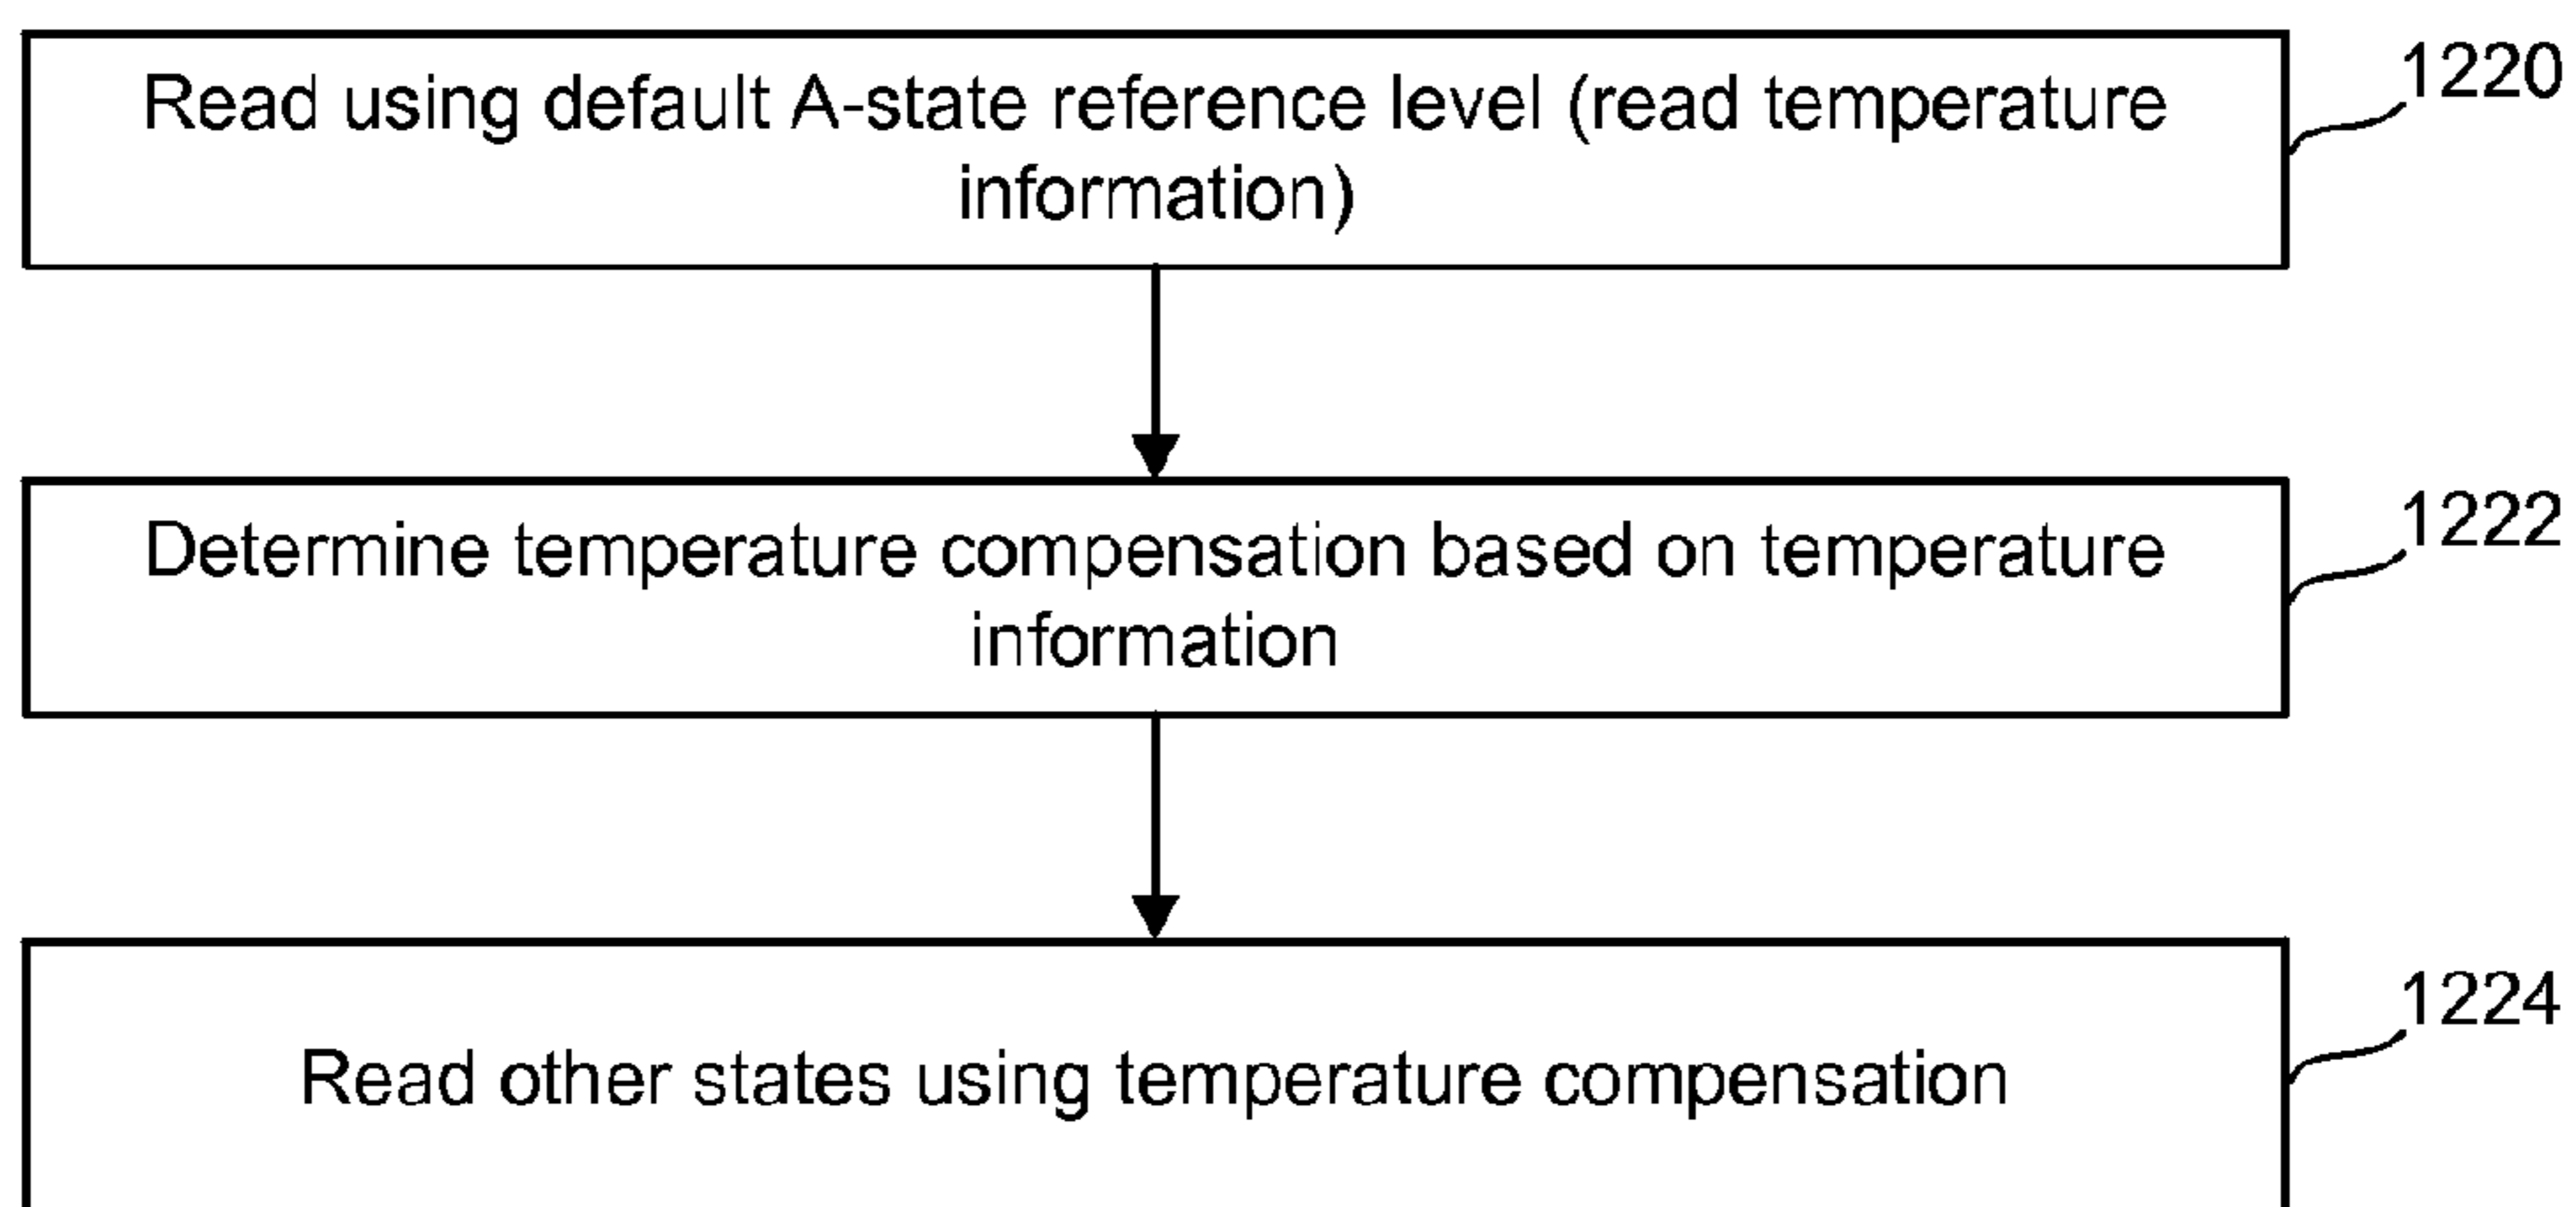 Read using default A-state reference level (read temperature
information)
1220
Determine temperature compensation based on temperature
information
1222
Read other states using temperature compensation
1224